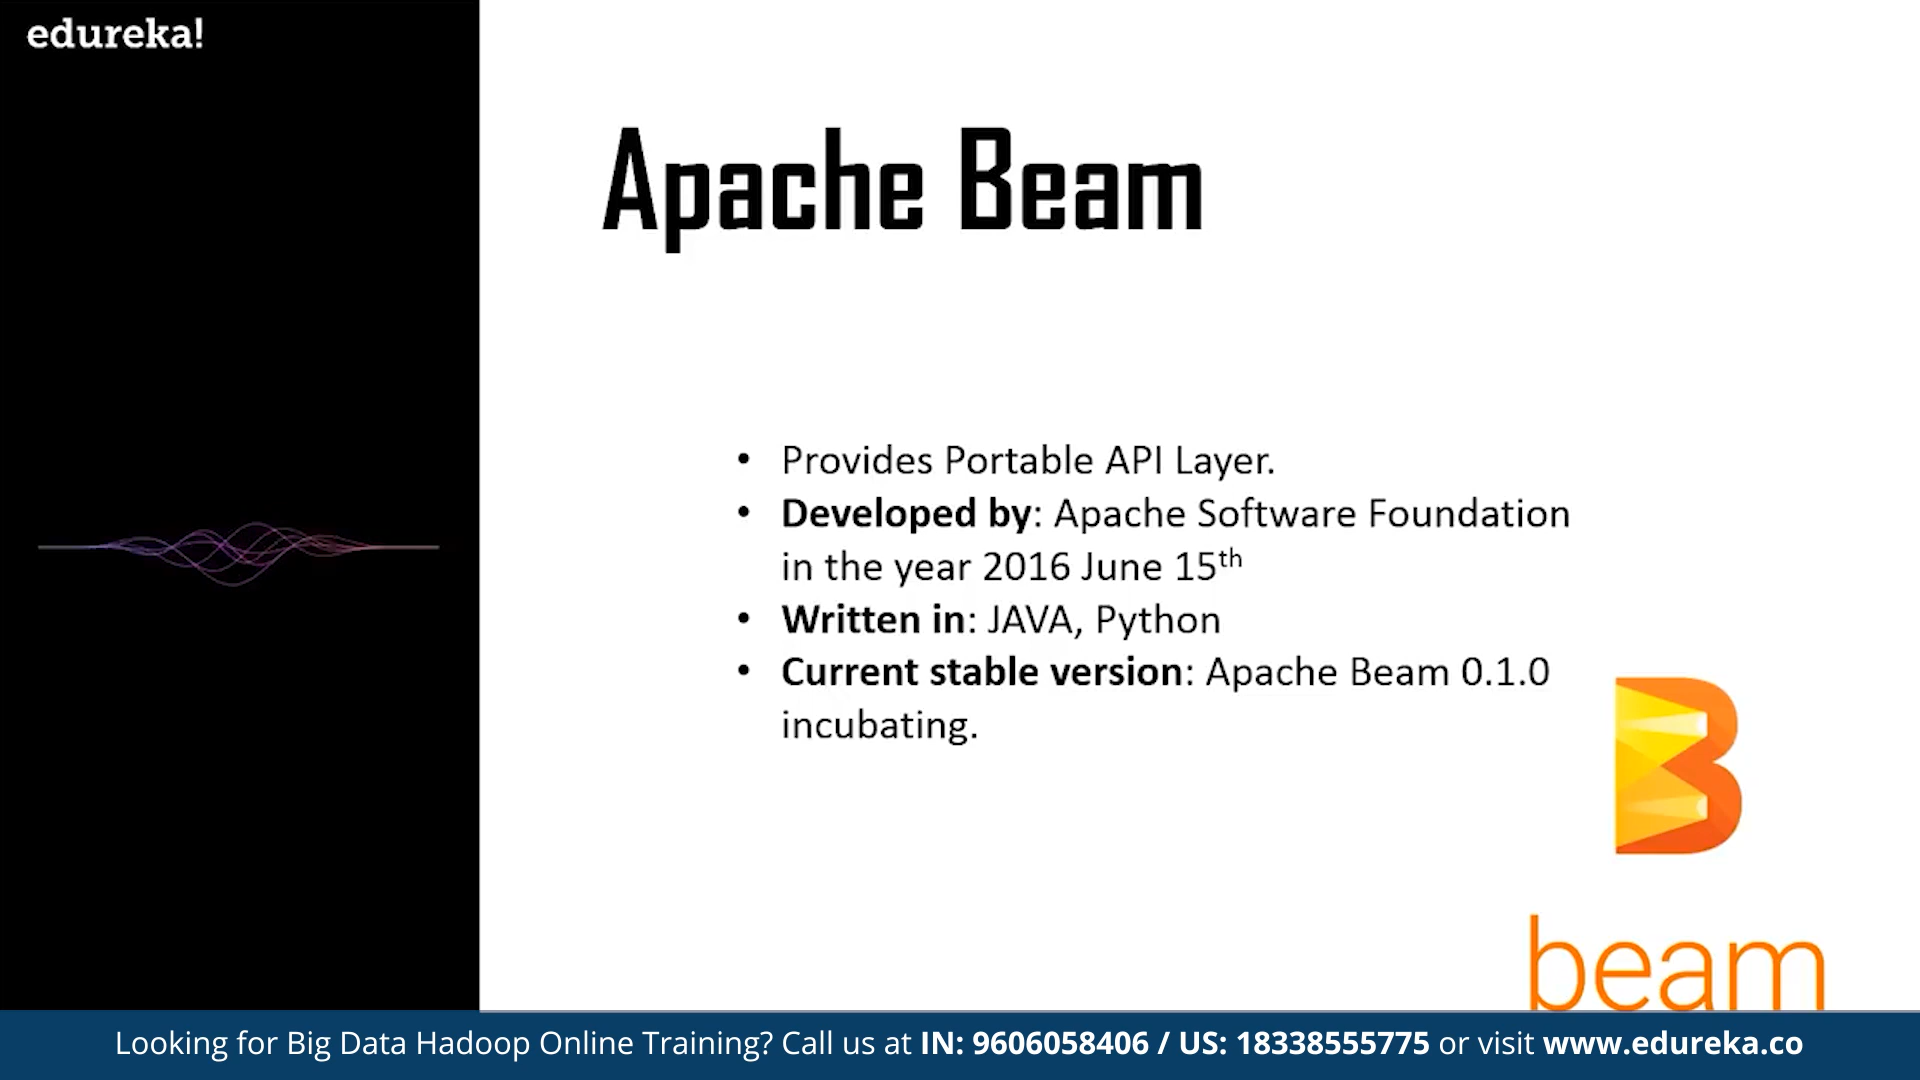 edureka!
Apache Beam
• Provides Portable API Layer.
• Developed by: Apache Software Foundation
in the year 2016 June 15th
• Written in: JAVA, Python
• Current stable version: Apache Beam 0.1.0
incubating.
beam
Looking for Big Data Hadoop Online Training? Call us at IN: 9606058406 / US: 18338555775 or visit www.edureka.co